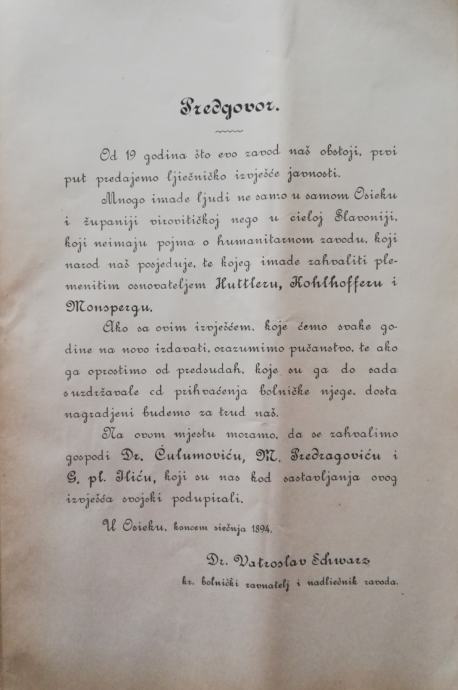 Predgovor.
Od 19 godina što evo zavod naš obstoji, prvi
put predajemo lječničko izvješće javnosti.
Mnogo imade ljudi ne samo u samom Osieku
i županiji virovitičkoj nego u cieloj Slavoniji,
koji neimaju pojma o humanitarnom zavodu, koji
narod naš posjeduje, te kojeg imade zahvaliti ple-
menitim osnovateljem Huttleru, Kohlhofferu i
Monspergu.
Ako sa ovim izvješćem, koje ćemo svake go-
dine na novo izdavati, orazumimo pučanstvo, te ako
ga oprostimo od predsudah, koje su ga do sada
suzdržavale od prihvaćenja bolničke njege, dosta
nagradjeni budemo za trud naš.
Na ovom mjestu moramo, da se zahvalimo
gospodi Dr. Ćulumoviću, M. Predragoviću i
G. pl. Iliću, koji su nas kod sastavljanja ovog
izvješća svojski podupirali.
U Osieku, koncem siečnja 1894.
Dr. Vatroslav Schwarz
kr. bolnički ravnatelj i nadliečnik zavoda.